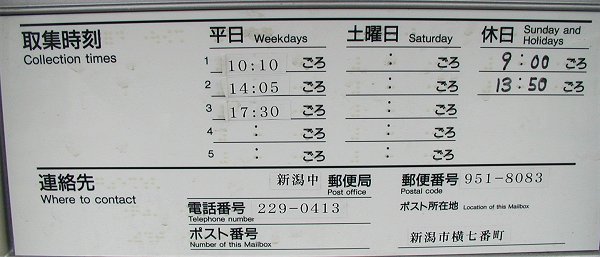 取集時刻 平日 Weekdays 土曜日 Saturday 休日 Sunday and Holidays
Collection times
1 10:10 ごろ : ごろ 9:00 ごろ
2 14:05 ごろ : ごろ 13:50 ごろ
3 17:30 ごろ : ごろ
4 : ごろ : ごろ
5 : ごろ : ごろ
連絡先 新潟中 郵便局 郵便番号 951-8083
Where to contact Post office Postal code
電話番号 229-0413 ポスト所在地 Location of this Mailbox
Telephone number
ポスト番号 新潟市横七番町
Number of this Mailbox